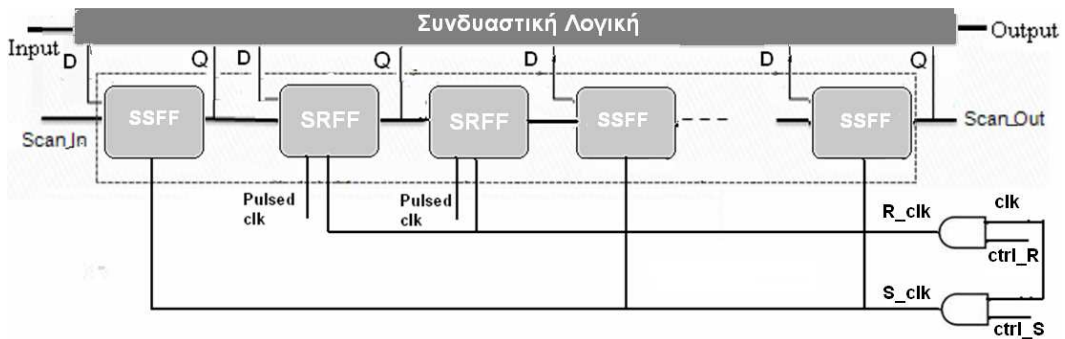 Συνδυαστική Λογική
Input
Output
D
Q
D
Q
D
D
Q
SSFF
SRFF
SRFF
SSFF
SSFF
Scan_In
Scan_Out
Pulsed
clk
Pulsed
clk
R_clk
clk
ctrl_R
S_clk
ctrl_S